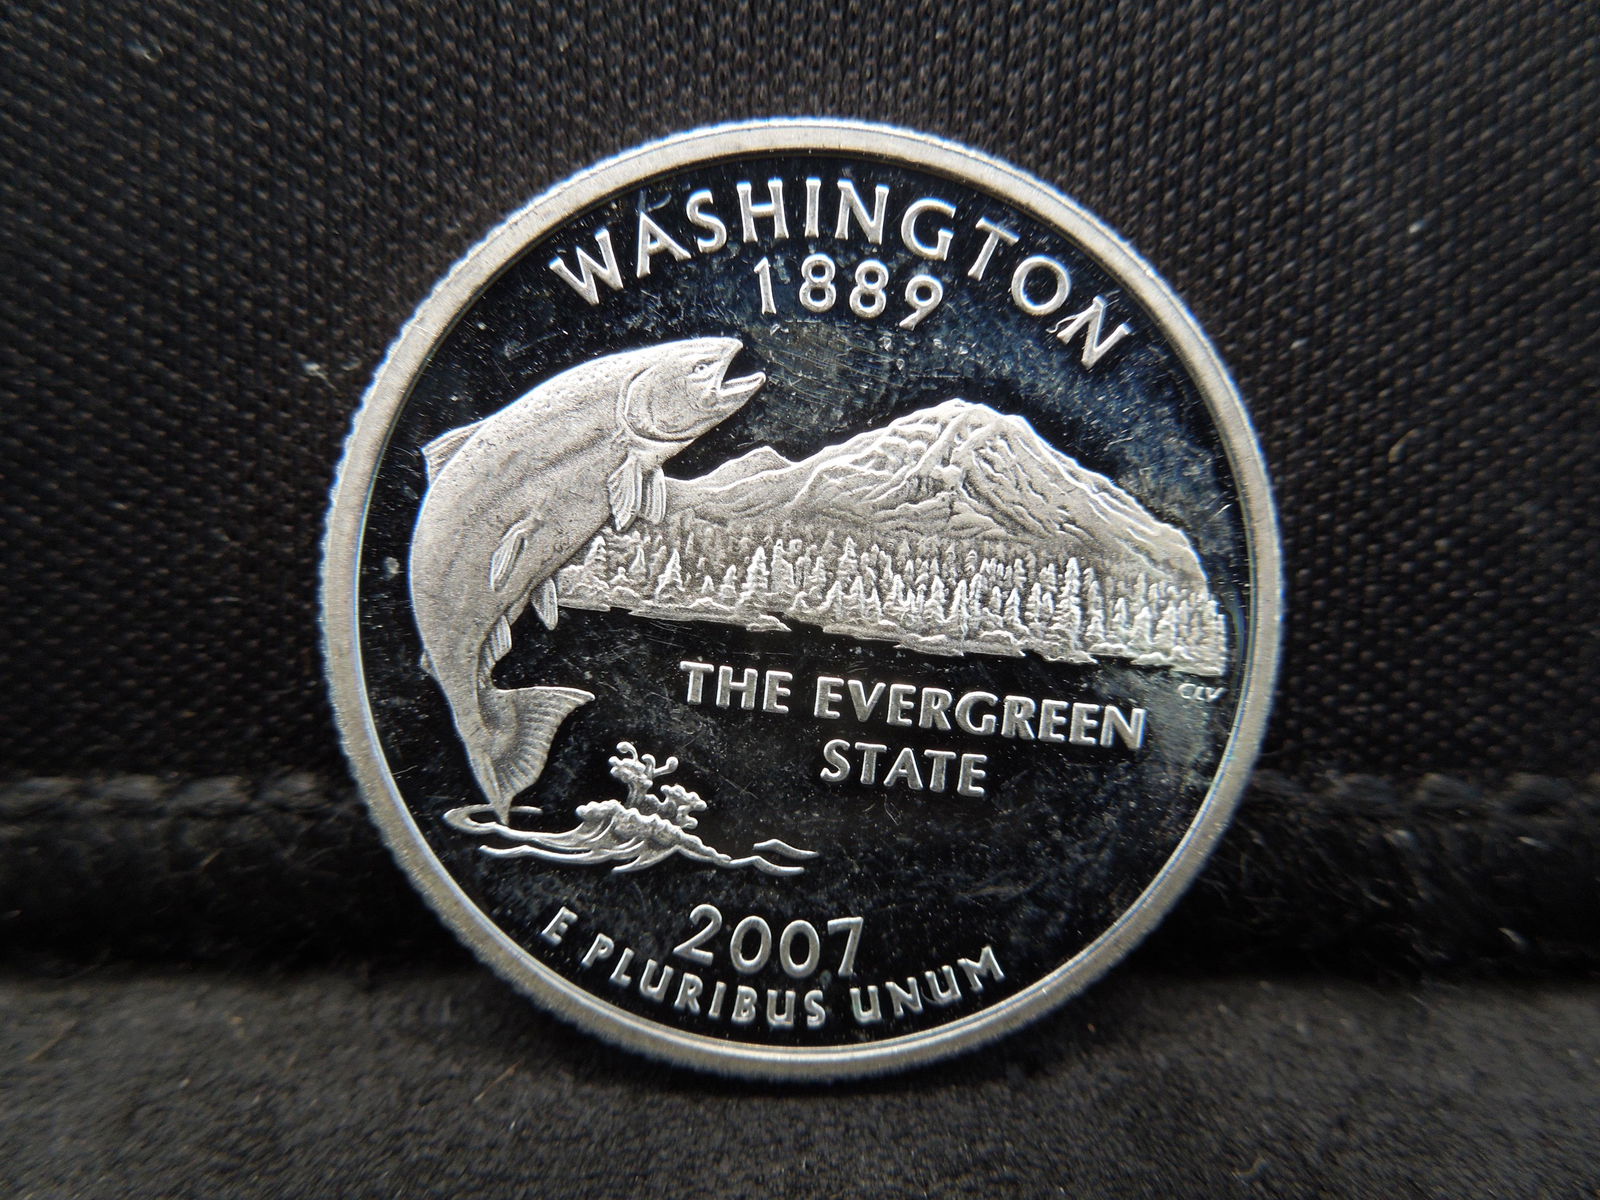 WASHINGTON
1889
THE EVERGREEN
STATE
CLV
2007
E PLURIBUS UNUM